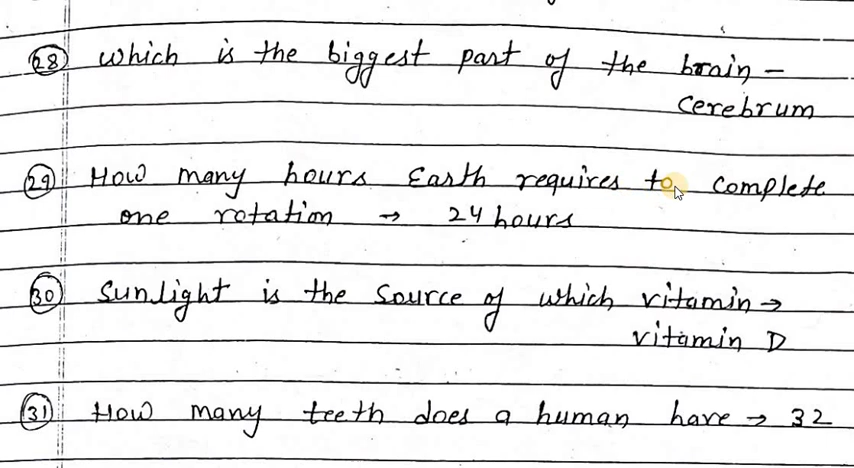 28 Which is the biggest part of the brain -
Cerebrum
29 How many hours Earth requires to complete
one rotation → 24 hours
30 Sunlight is the source of which vitamin →
vitamin D
31 How many teeth does a human have → 32